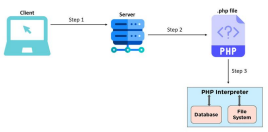 Client
Step 1
Server
Step 2
.php file
<?>
PHP
Step 3
PHP Interpreter
Database
File
System